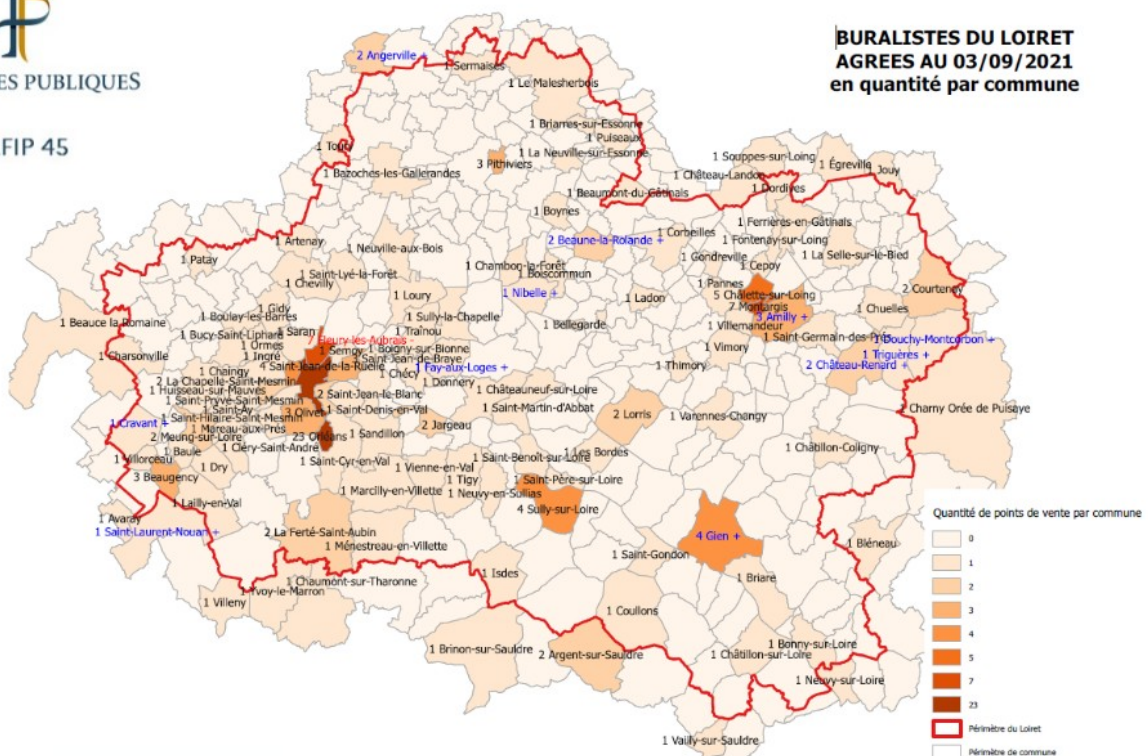 BURALISTES DU LOIRET
AGREES AU 03/09/2021
en quantité par commune
ES PUBLIQUES
FIP 45
2 Angerville +
1 Sermaises
1 Le Malesherbois
1 Briarres-sur-Essonne
1 Puiseaux
1 Toury
1 La Neuville-sur-Essonne
3 Pithiviers
1 Souppes-sur-Loing
1 Égreville
1 Jouy
1 Bazoches-les-Gallerandes
1 Château-Landon
1 Dordives
1 Beaumont-du-Gâtinais
1 Boynes
1 Ferrières-en-Gâtinais
1 Artenay
1 Neuville-aux-Bois
2 Beaune-la-Rolande +
1 Corbeilles
1 Fontenay-sur-Loing
1 Patay
1 Chambon-la-Forêt
1 Gondreville
1 La Selle-sur-le-Bied
1 Saint-Lyé-la-Forêt
1 Boiscommun
1 Cepoy
1 Chevilly
1 Pannes
2 Courtenay
1 Loury
1 Nibelle +
1 Ladon
5 Châlette-sur-Loing
1 Gidy
7 Montargis
1 Chuelles
1 Boulay-les-Barres
1 Sully-la-Chapelle
3 Amilly +
1 Beauce la Romaine
1 Bellegarde
1 Villemandeur
1 Bucy-Saint-Liphard
1 Saran
1 Traînou
1 Saint-Germain-des-Prés
1 Douchy-Montcorbon +
7 Fleury-les-Aubrais -
1 Ormes
1 Vimory
1 Charsonville
1 Ingré
1 Semoy
1 Boigny-sur-Bionne
1 Triguères +
2 Saint-Jean-de-Braye
4 Saint-Jean-de-la-Ruelle
1 Fay-aux-Loges +
1 Thimory
2 Château-Renard +
1 Chaingy
1 Chécy
2 La Chapelle-Saint-Mesmin
1 Donnery
1 Huisseau-sur-Mauves
1 Châteauneuf-sur-Loire
1 Saint-Pryvé-Saint-Mesmin
2 Saint-Jean-le-Blanc
1 Saint-Ay
3 Olivet
1 Saint-Denis-en-Val
1 Saint-Martin-d'Abbat
Charny Orée de Puisaye
1 Saint-Hilaire-Saint-Mesmin
2 Lorris
1 Varennes-Changy
1 Cravant +
1 Mareau-aux-Prés
2 Jargeau
2 Meung-sur-Loire
23 Orléans
1 Sandillon
1 Baule
1 Cléry-Saint-André
1 Châtillon-Coligny
1 Villorceau
1 Saint-Cyr-en-Val
1 Saint-Benoît-sur-Loire
1 Les Bordes
1 Dry
1 Vienne-en-Val
3 Beaugency
1 Tigy
1 Saint-Père-sur-Loire
1 Marcilly-en-Villette
1 Neuvy-en-Sullias
1 Lailly-en-Val
4 Sully-sur-Loire
1 Avaray
1 Saint-Laurent-Nouan +
2 La Ferté-Saint-Aubin
4 Gien +
1 Bléneau
1 Ménestreau-en-Villette
1 Saint-Gondon
1 Isdes
1 Briare
1 Chaumont-sur-Tharonne
1 Yvoy-le-Marron
1 Villeny
1 Coullons
1 Brinon-sur-Sauldre
2 Argent-sur-Sauldre
1 Bonny-sur-Loire
1 Châtillon-sur-Loire
1 Neuvy-sur-Loire
1 Vailly-sur-Sauldre
Quantité de points de vente par commune
0
1
2
3
4
5
7
23
Périmètre du Loiret
Périmètre de commune